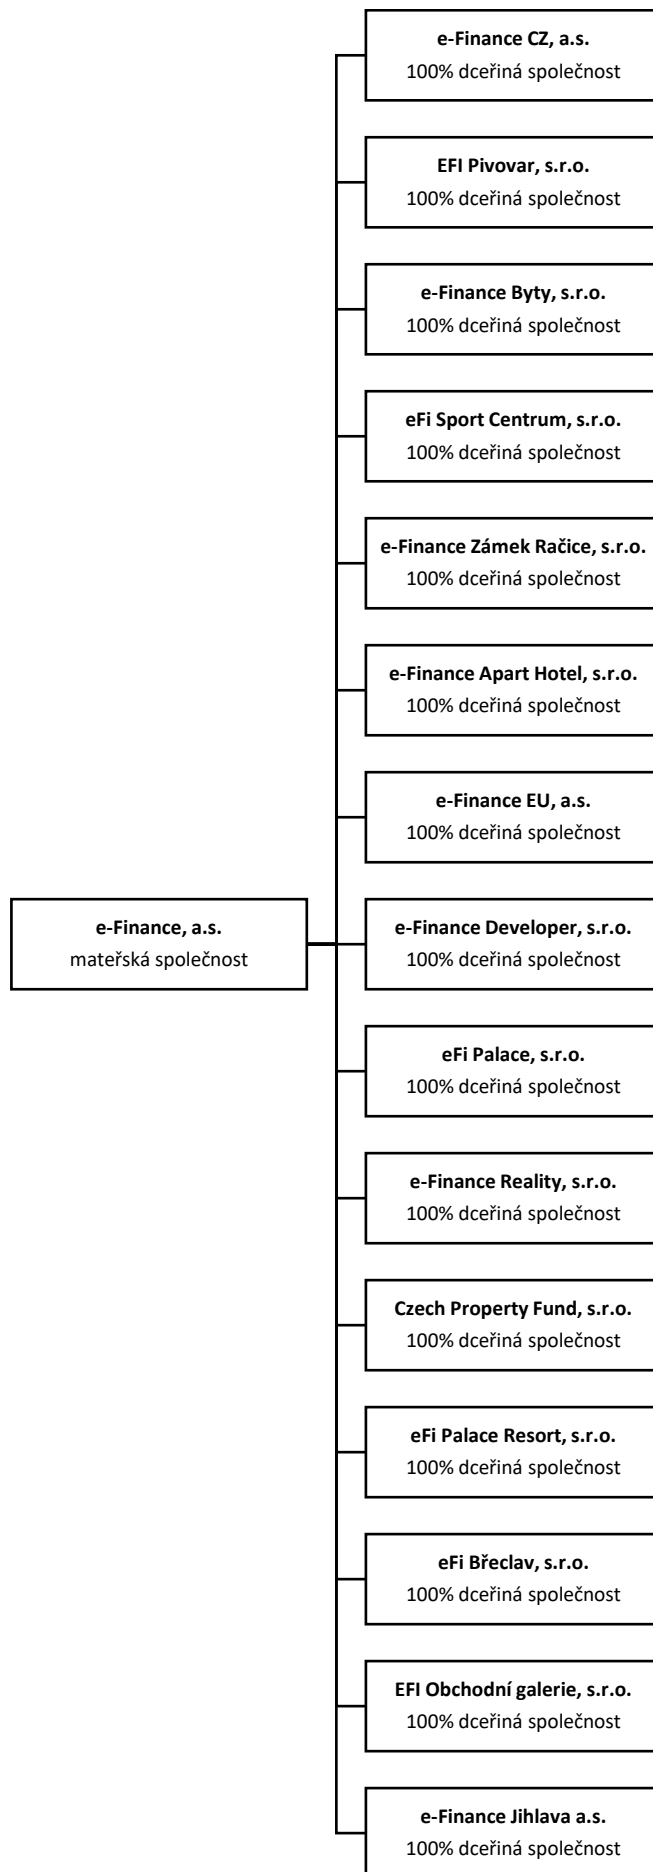 e-Finance CZ, a.s.
100% dceřiná společnost
EFI Pivovar, s.r.o.
100% dceřiná společnost
e-Finance Byty, s.r.o.
100% dceřiná společnost
eFi Sport Centrum, s.r.o.
100% dceřiná společnost
e-Finance Zámek Račice, s.r.o.
100% dceřiná společnost
e-Finance Apart Hotel, s.r.o.
100% dceřiná společnost
e-Finance EU, a.s.
100% dceřiná společnost
e-Finance, a.s.
mateřská společnost
e-Finance Developer, s.r.o.
100% dceřiná společnost
eFi Palace, s.r.o.
100% dceřiná společnost
e-Finance Reality, s.r.o.
100% dceřiná společnost
Czech Property Fund, s.r.o.
100% dceřiná společnost
eFi Palace Resort, s.r.o.
100% dceřiná společnost
eFi Břeclav, s.r.o.
100% dceřiná společnost
EFI Obchodní galerie, s.r.o.
100% dceřiná společnost
e-Finance Jihlava a.s.
100% dceřiná společnost